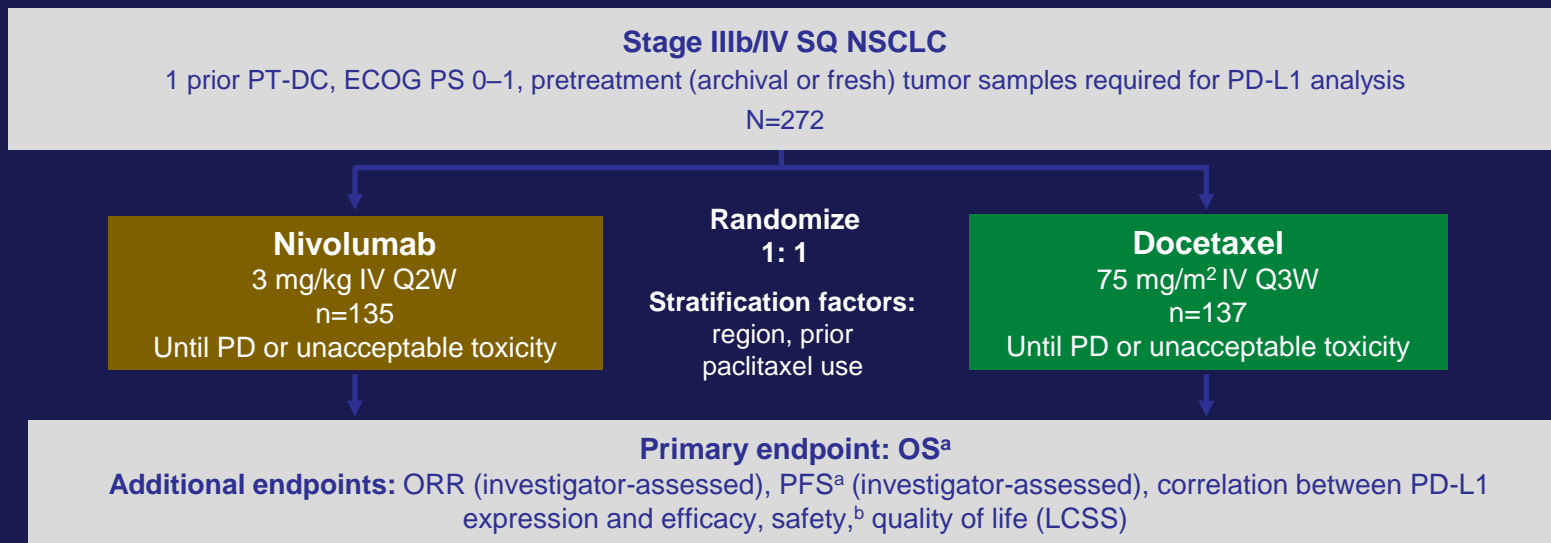 Stage IIIb/IV SQ NSCLC
1 prior PT-DC, ECOG PS 0–1, pretreatment (archival or fresh) tumor samples required for PD-L1 analysis
N=272
Nivolumab
3 mg/kg IV Q2W
n=135
Until PD or unacceptable toxicity
Randomize
1: 1
Stratification factors:
region, prior
paclitaxel use
Docetaxel
75 mg/m² IV Q3W
n=137
Until PD or unacceptable toxicity
Primary endpoint: OSᵃ
Additional endpoints: ORR (investigator-assessed), PFSᵃ (investigator-assessed), correlation between PD-L1
expression and efficacy, safety,ᵇ quality of life (LCSS)